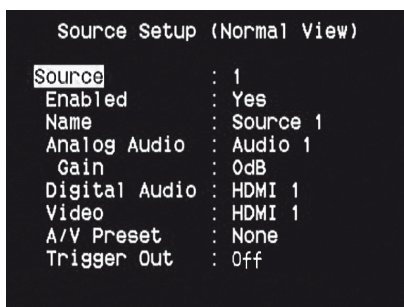 Source Setup (Normal View)
Source : 1
Enabled : Yes
Name : Source 1
Analog Audio : Audio 1
Gain : 0dB
Digital Audio : HDMI 1
Video : HDMI 1
A/V Preset : None
Trigger Out : Off